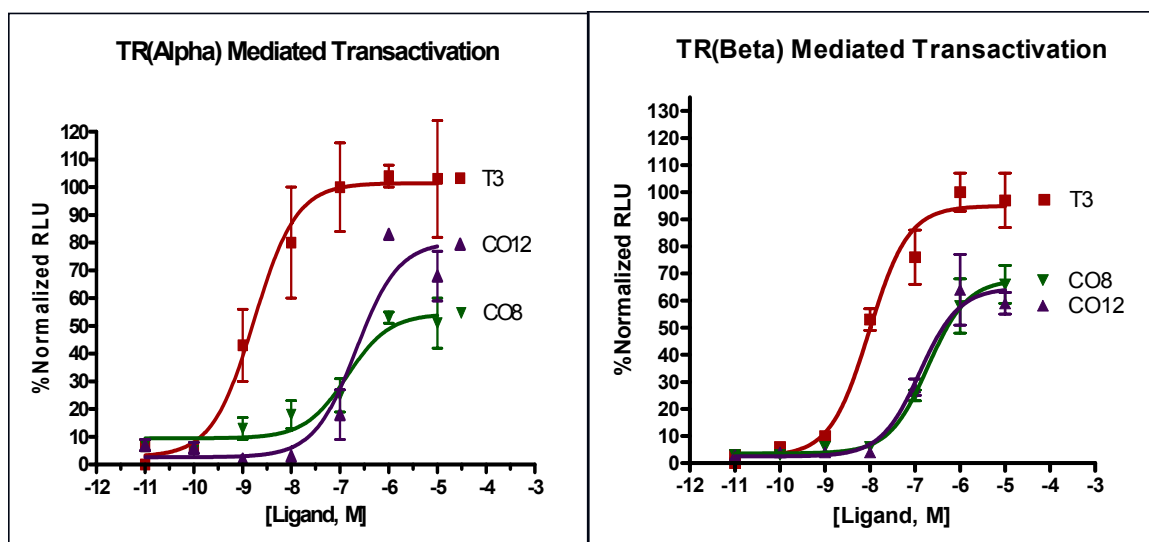 TR(Alpha) Mediated Transactivation
%Normalized RLU
120
110
100
90
80
70
60
50
40
30
20
10
0
-12 -11 -10 -9 -8 -7 -6 -5 -4 -3
[Ligand, M]
T3
CO12
CO8
TR(Beta) Mediated Transactivation
%Normalized RLU
130
120
110
100
90
80
70
60
50
40
30
20
10
0
-12 -11 -10 -9 -8 -7 -6 -5 -4 -3
[Ligand, M]
T3
CO8
CO12